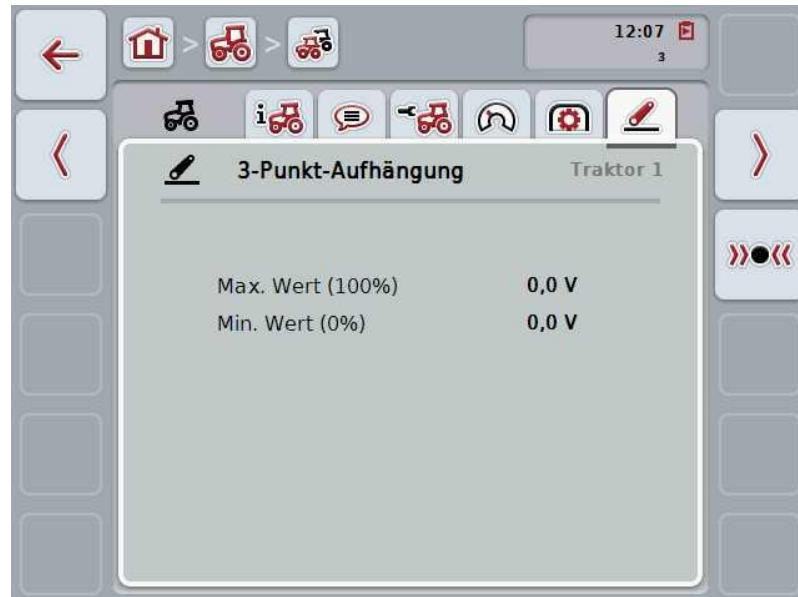 12:07
3
3-Punkt-Aufhängung Traktor 1
Max. Wert (100%) 0,0 V
Min. Wert (0%) 0,0 V